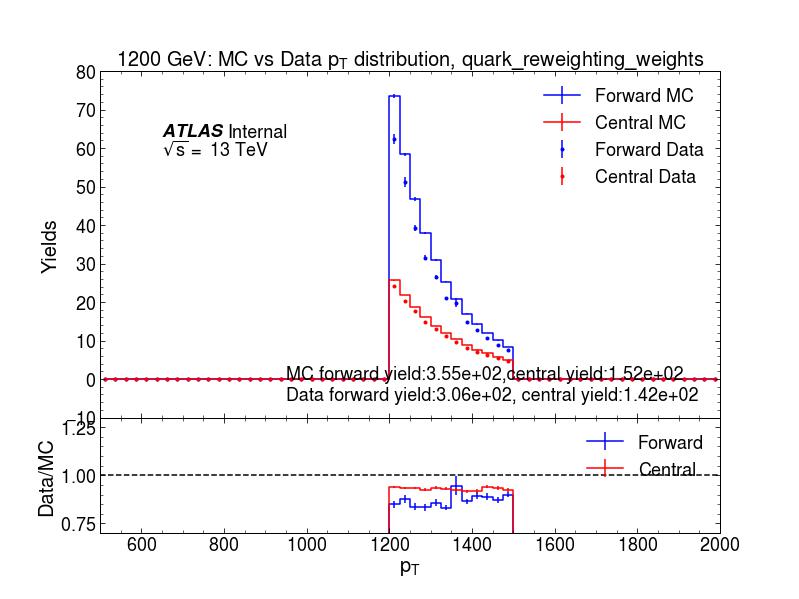 1200 GeV: MC vs Data p_T distribution, quark_reweighting_weights
80
70
60
50
40
30
20
10
0
−10
Yields
ATLAS Internal
√s = 13 TeV
Forward MC
Central MC
Forward Data
Central Data
MC forward yield:3.55e+02,central yield:1.52e+02
Data forward yield:3.06e+02, central yield:1.42e+02
1.25
1.00
0.75
Data/MC
Forward
Central
600 800 1000 1200 1400 1600 1800 2000
p_T